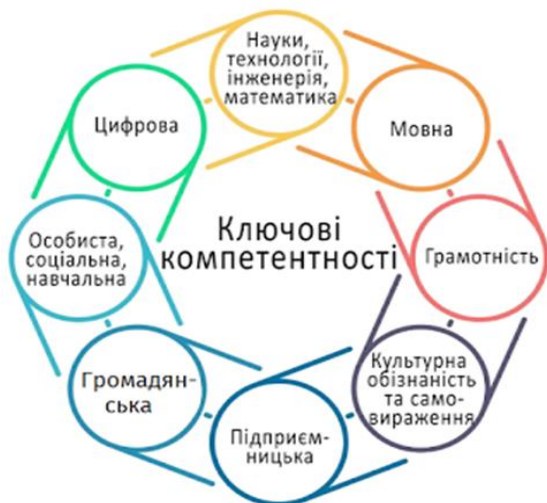 Ключові
компетентності
Науки,
технології,
інженерія,
математика
Мовна
Грамотність
Культурна
обізнаність
та само-
вираження
Підприєм-
ницька
Громадян-
ська
Особиста,
соціальна,
навчальна
Цифрова